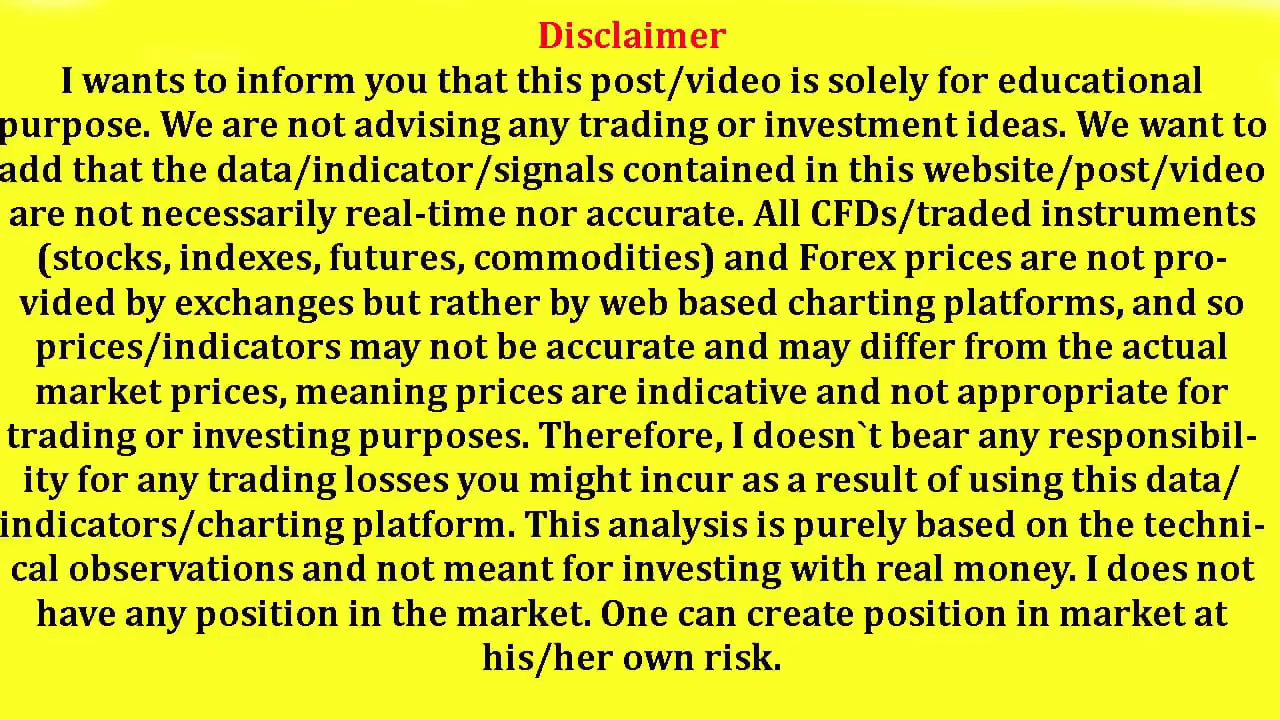 Disclaimer
I wants to inform you that this post/video is solely for educational
purpose. We are not advising any trading or investment ideas. We want to
add that the data/indicator/signals contained in this website/post/video
are not necessarily real-time nor accurate. All CFDs/traded instruments
(stocks, indexes, futures, commodities) and Forex prices are not pro-
vided by exchanges but rather by web based charting platforms, and so
prices/indicators may not be accurate and may differ from the actual
market prices, meaning prices are indicative and not appropriate for
trading or investing purposes. Therefore, I doesn`t bear any responsibil-
ity for any trading losses you might incur as a result of using this data/
indicators/charting platform. This analysis is purely based on the techni-
cal observations and not meant for investing with real money. I does not
have any position in the market. One can create position in market at
his/her own risk.